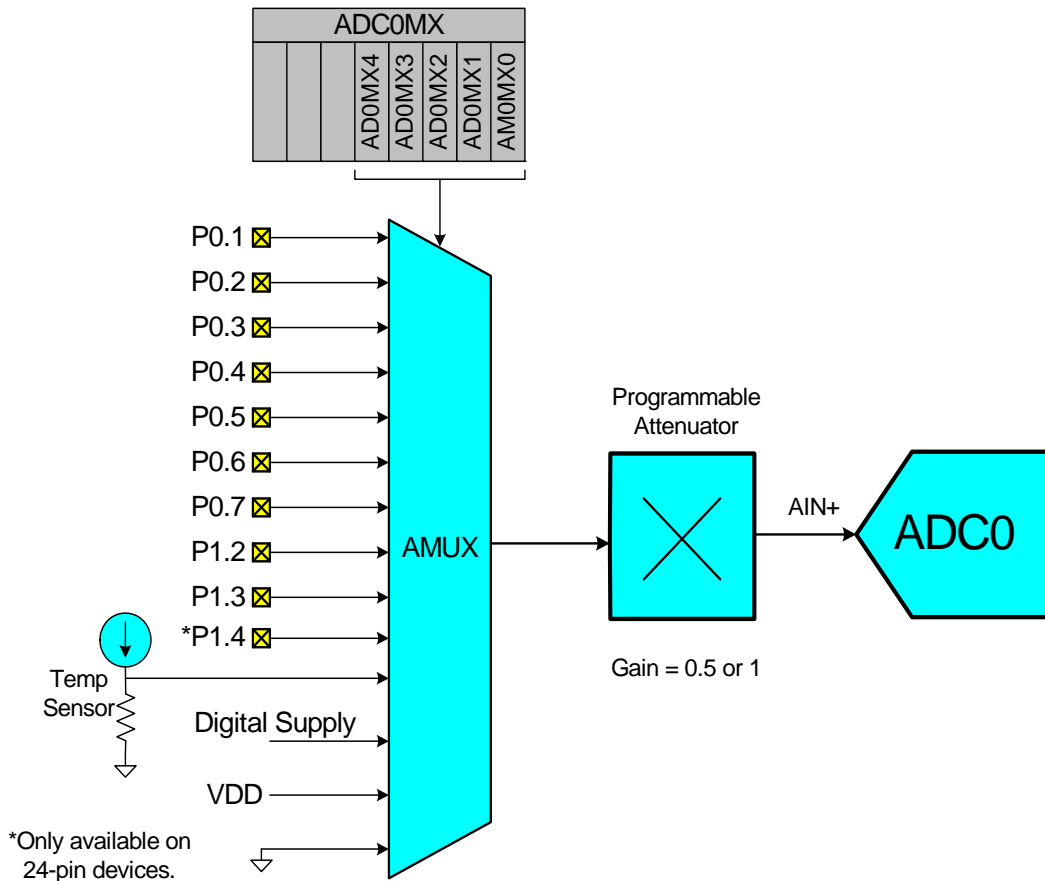 ADC0MX
AD0MX4
AD0MX3
AD0MX2
AD0MX1
AM0MX0
P0.1
P0.2
P0.3
P0.4
P0.5
P0.6
P0.7
P1.2
P1.3
*P1.4
Temp
Sensor
Digital Supply
VDD
AMUX
Programmable
Attenuator
Gain = 0.5 or 1
AIN+
ADC0
*Only available on
24-pin devices.